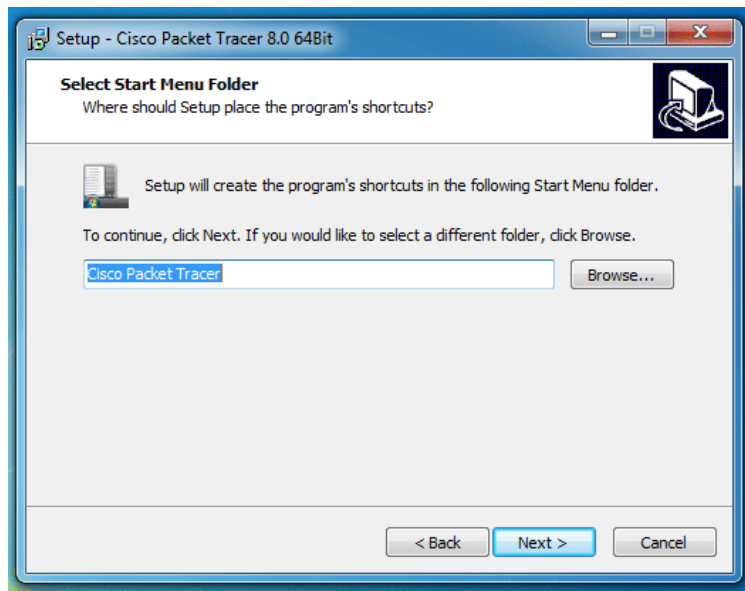 Setup - Cisco Packet Tracer 8.0 64Bit
Select Start Menu Folder
Where should Setup place the program's shortcuts?
Setup will create the program's shortcuts in the following Start Menu folder.
To continue, click Next. If you would like to select a different folder, click Browse.
Cisco Packet Tracer
Browse...
< Back
Next >
Cancel